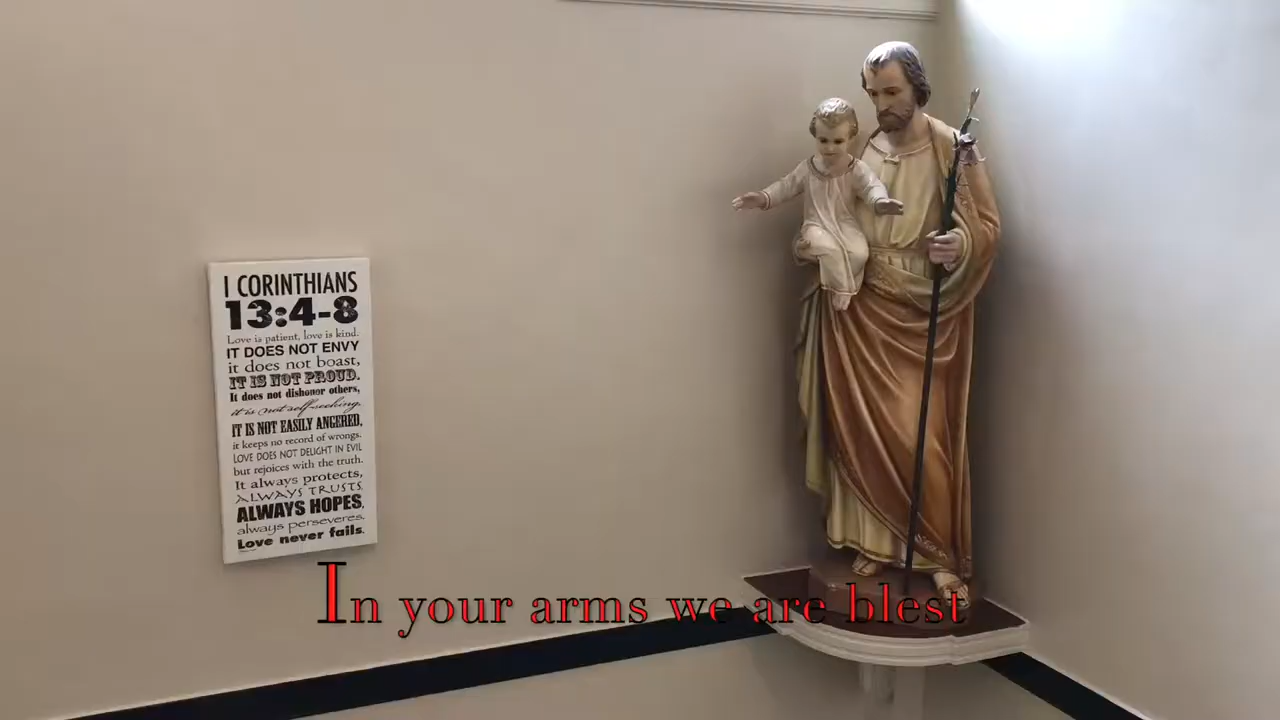 I CORINTHIANS
13:4-8
Love is patient, love is kind.
IT DOES NOT ENVY
it does not boast,
IT IS NOT PROUD.
It does not dishonor others,
it is not self-seeking,
IT IS NOT EASILY ANGERED,
it keeps no record of wrongs.
LOVE DOES NOT DELIGHT IN EVIL
but rejoices with the truth.
It always protects,
ALWAYS TRUSTS,
ALWAYS HOPES,
always perseveres.
Love never fails.
In your arms we are blest